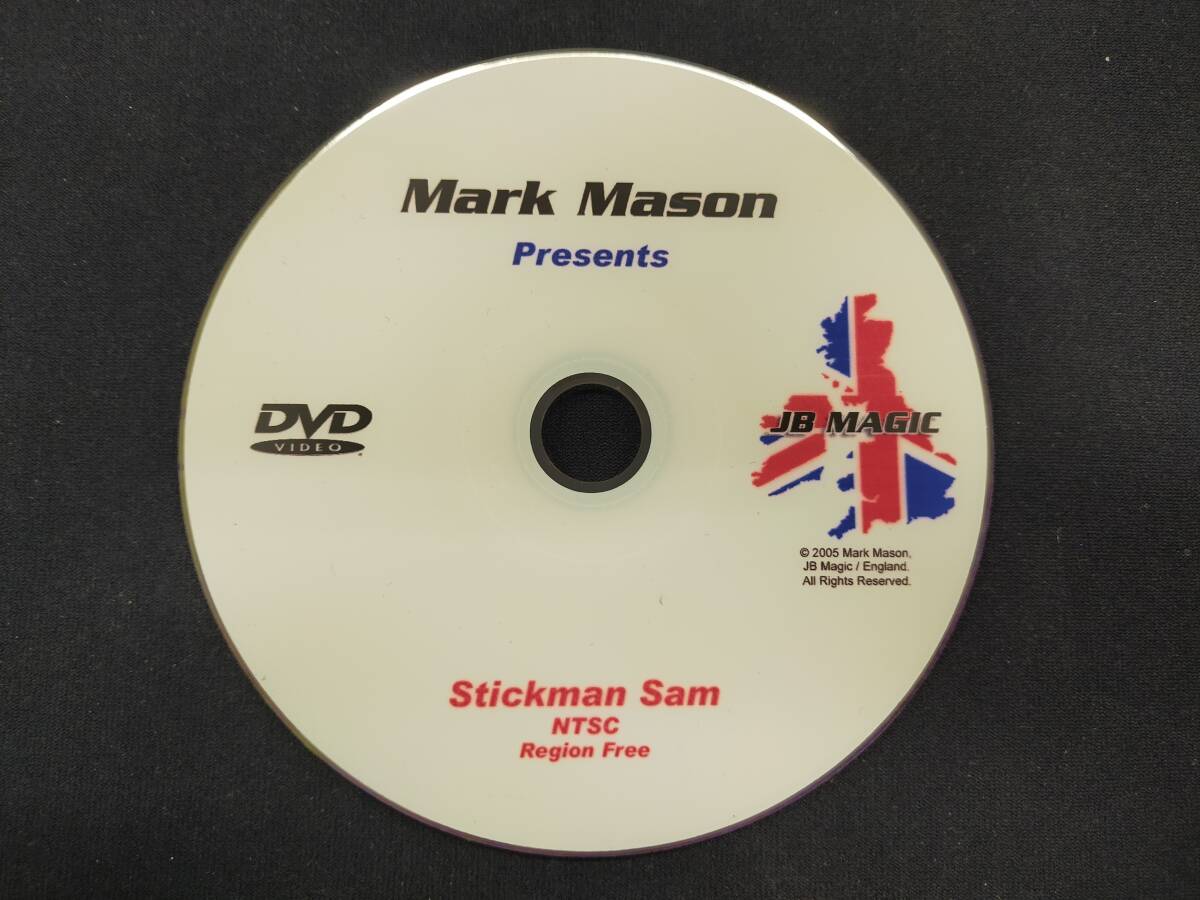 Mark Mason
Presents
DVD
VIDEO
JB MAGIC
© 2005 Mark Mason,
JB Magic / England.
All Rights Reserved.
Stickman Sam
NTSC
Region Free